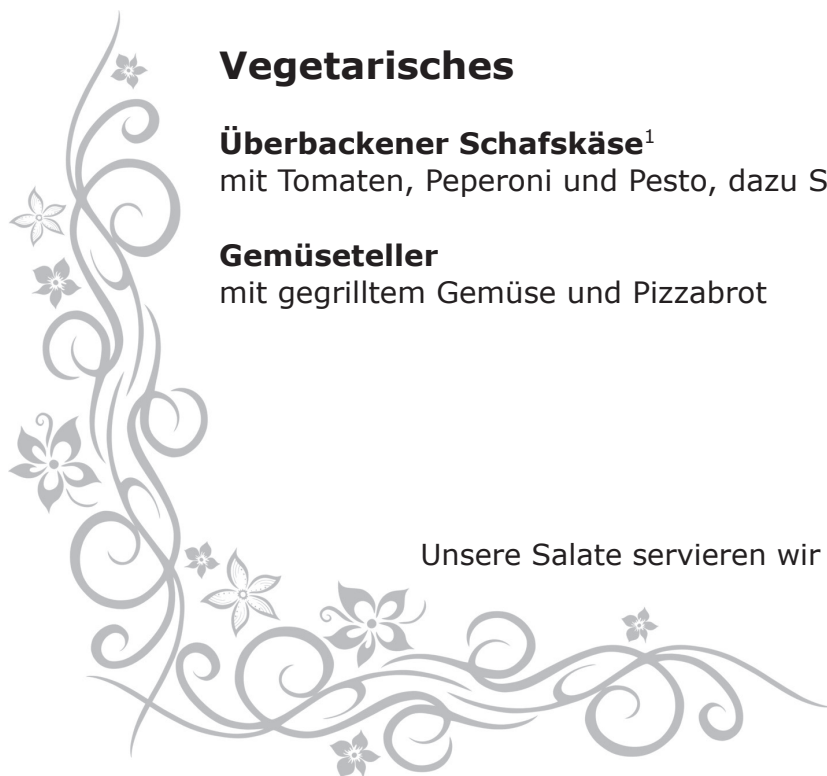 Vegetarisches
Überbackener Schafskäse¹
mit Tomaten, Peperoni und Pesto, dazu S
Gemüseteller
mit gegrilltem Gemüse und Pizzabrot
Unsere Salate servieren wir